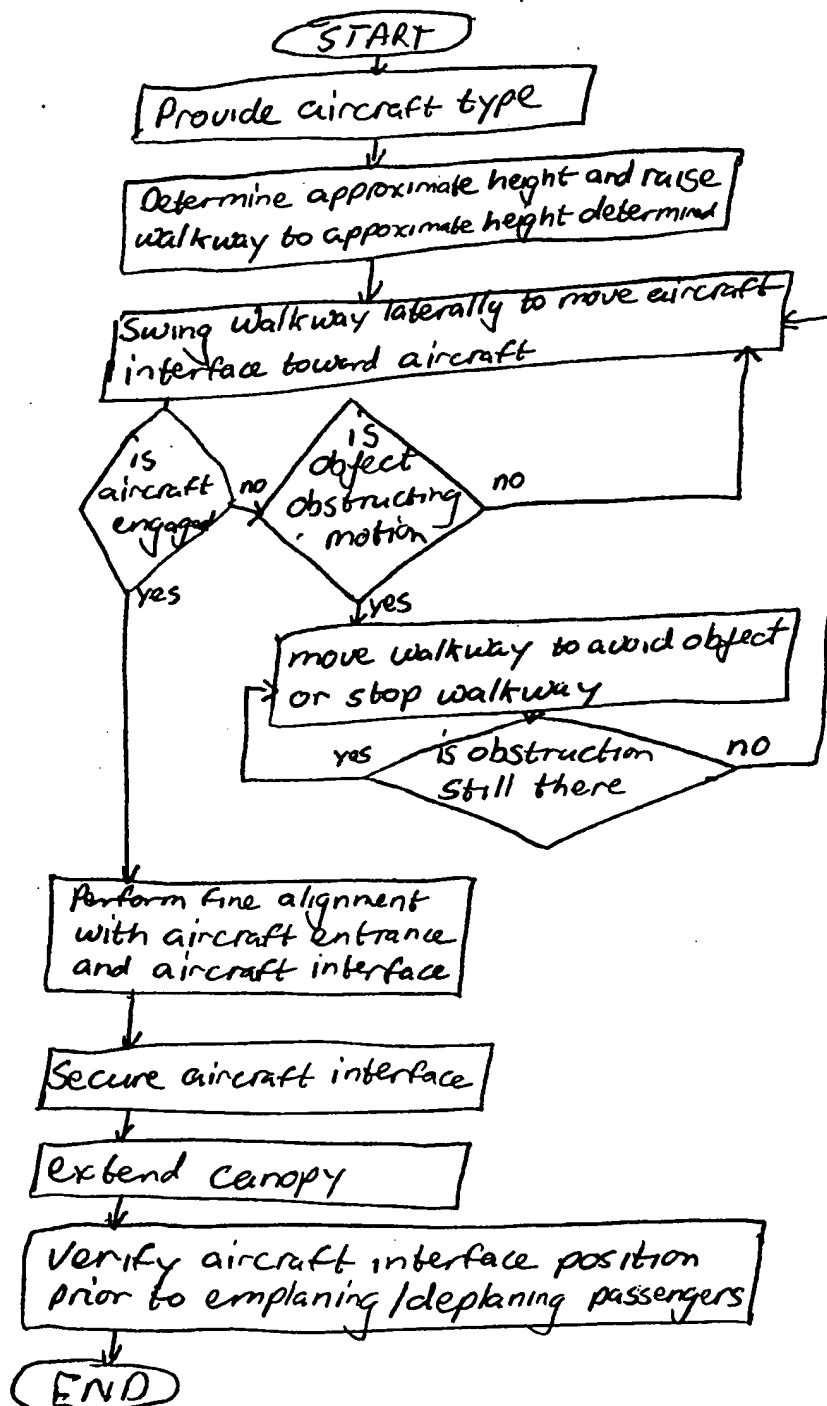 START
Provide aircraft type
Determine approximate height and raise
walkway to appoximate height determined
Swing walkway laterally to move aircraft
interface toward aircraft
is
aircraft
engaged
no
is
object
obstructing
motion
no
yes
yes
move walkway to avoid object
or stop walkway
yes
is obstruction
still there
no
Perform fine alignment
with aircraft entrance
and aircraft interface
Secure aircraft interface
extend canopy
Verify aircraft interface position
prior to emplaning/deplaning passengers
END